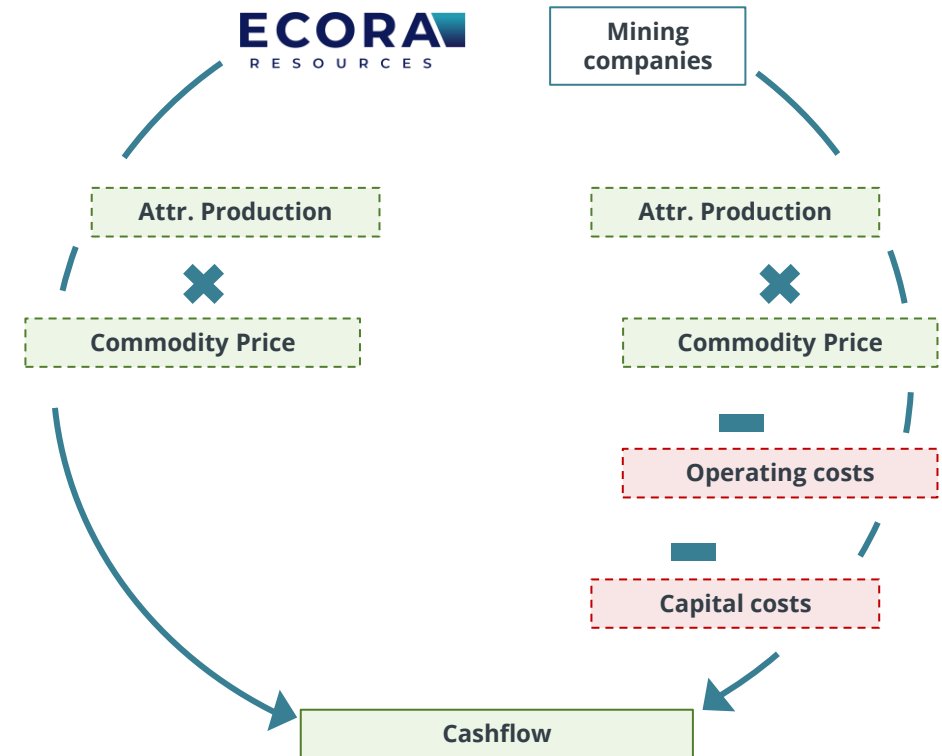 ECORA
RESOURCES
Mining
companies
Attr. Production
Attr. Production
Commodity Price
Commodity Price
Operating costs
Capital costs
Cashflow